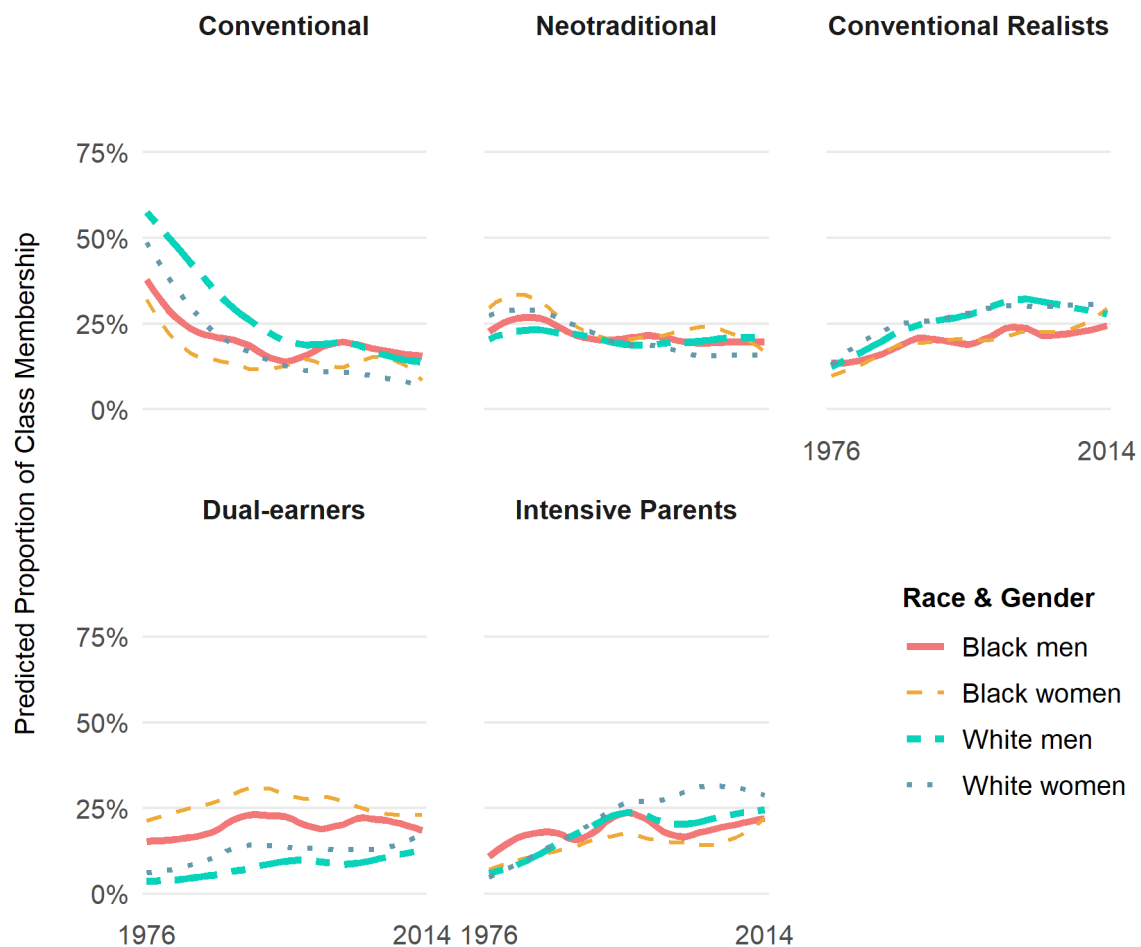 Conventional
Neotraditional
Conventional Realists
Predicted Proportion of Class Membership
75%
50%
25%
0%
1976
2014
Dual-earners
Intensive Parents
75%
50%
25%
0%
1976
2014
1976
2014
Race & Gender
Black men
Black women
White men
White women